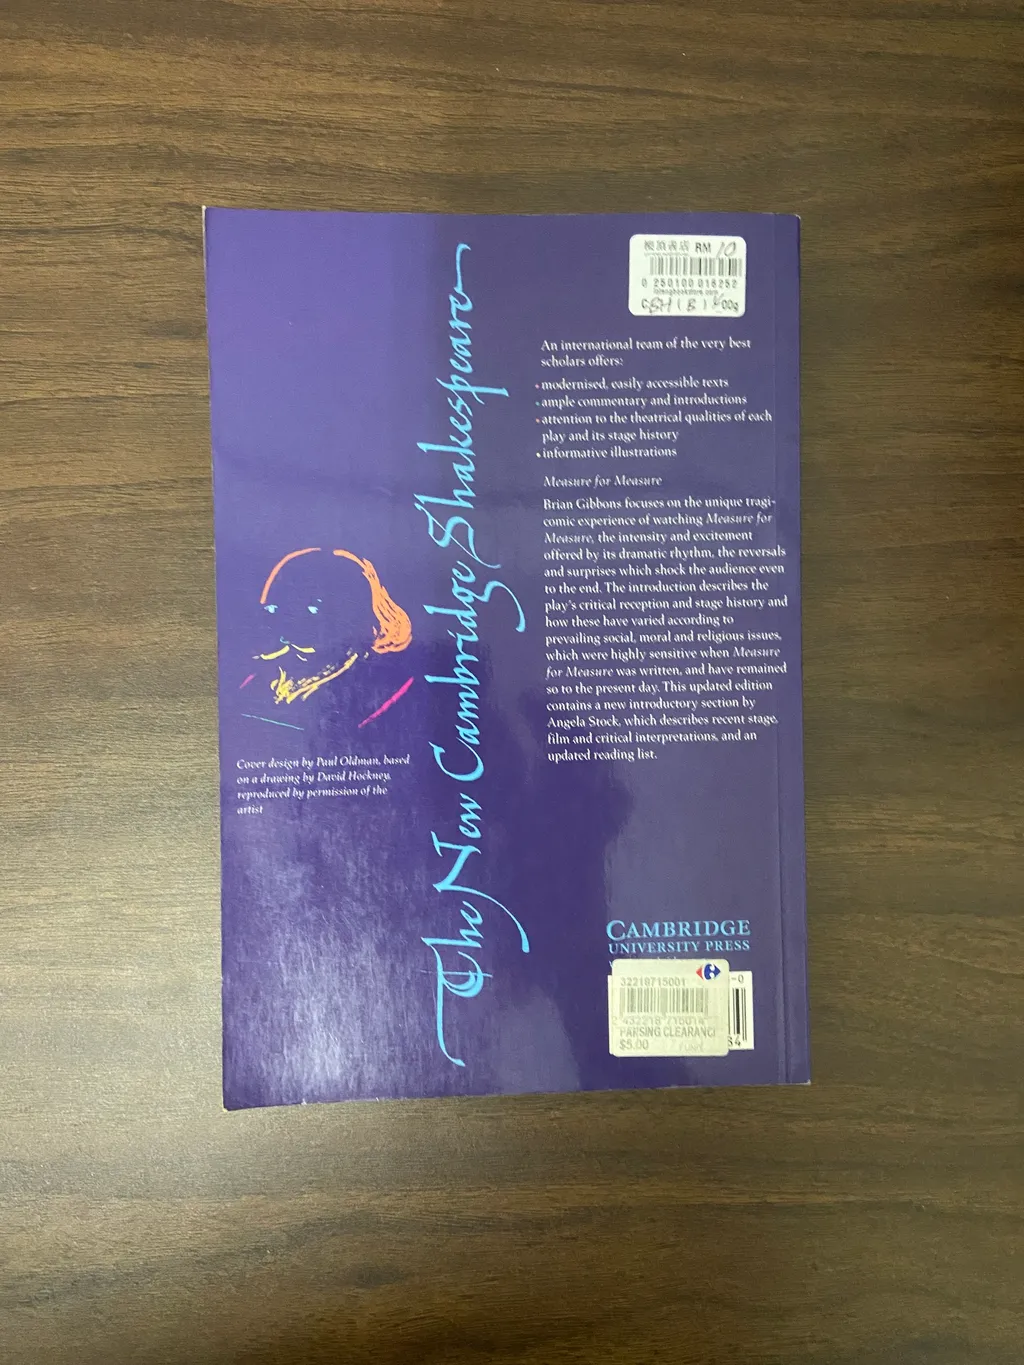 RM 10
0 250100 016252
An international team of the very best
scholars offers:
• modernised, easily accessible texts
• ample commentary and introductions
• attention to the theatrical qualities of each
play and its stage history
• informative illustrations
Measure for Measure
Brian Gibbons focuses on the unique tragi-
comic experience of watching Measure for
Measure, the intensity and excitement
offered by its dramatic rhythm, the reversals
and surprises which shock the audience even
to the end. The introduction describes the
play's critical reception and stage history and
how these have varied according to
prevailing social, moral and religious issues,
which were highly sensitive when Measure
for Measure was written, and have remained
so to the present day. This updated edition
contains a new introductory section by
Angela Stock, which describes recent stage,
film and critical interpretations, and an
updated reading list.
The New Cambridge Shakespeare
Cover design by Paul Oldman, based
on a drawing by David Hockney,
reproduced by permission of the
artist
CAMBRIDGE
UNIVERSITY PRESS
32218715001
-0
PARSING CLEARANC
$5.00
84